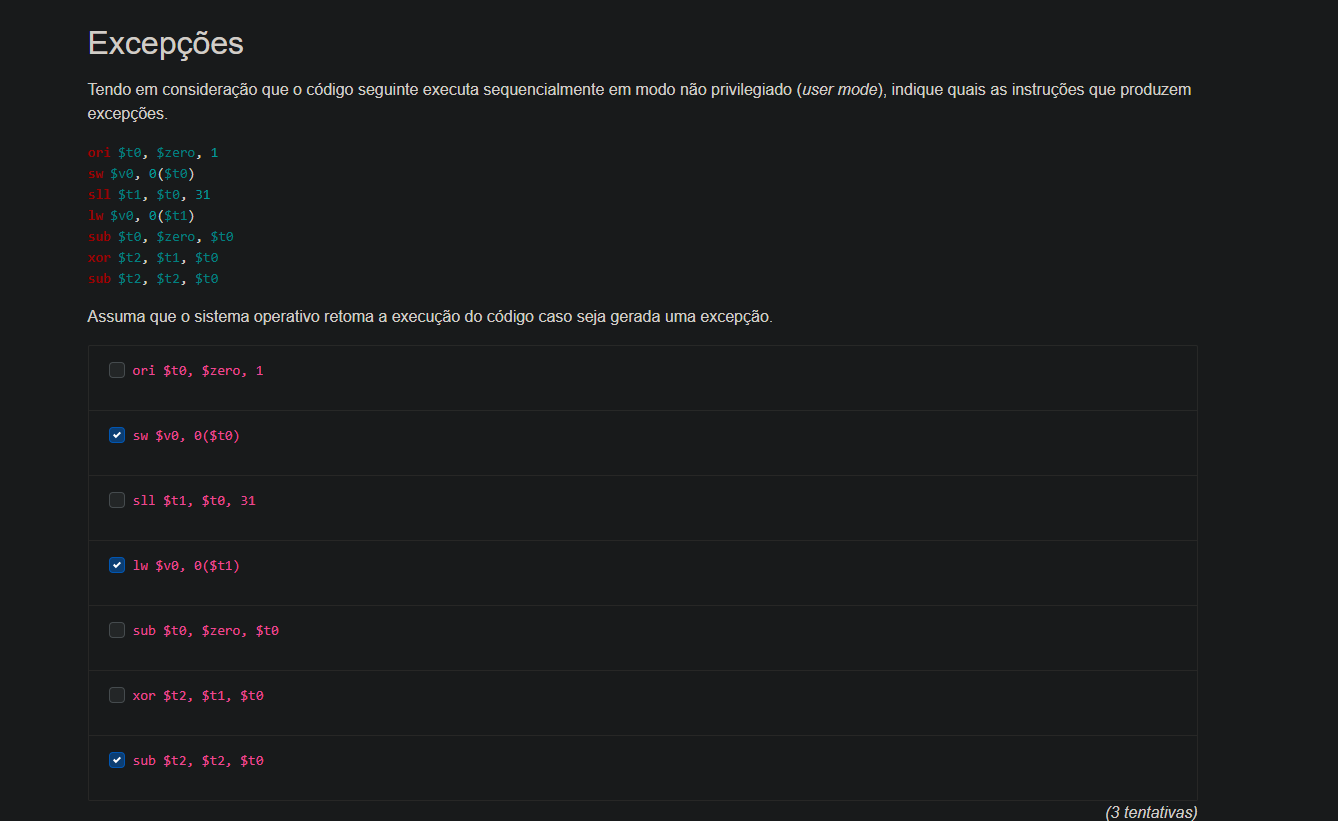 Excepções
Tendo em consideração que o código seguinte executa sequencialmente em modo não privilegiado (user mode), indique quais as instruções que produzem
excepções.
ori $t0, $zero, 1
sw $v0, 0($t0)
sll $t1, $t0, 31
lw $v0, 0($t1)
sub $t0, $zero, $t0
xor $t2, $t1, $t0
sub $t2, $t2, $t0
Assuma que o sistema operativo retoma a execução do código caso seja gerada uma excepção.
ori $t0, $zero, 1
sw $v0, 0($t0)
sll $t1, $t0, 31
lw $v0, 0($t1)
sub $t0, $zero, $t0
xor $t2, $t1, $t0
sub $t2, $t2, $t0
(3 tentativas)